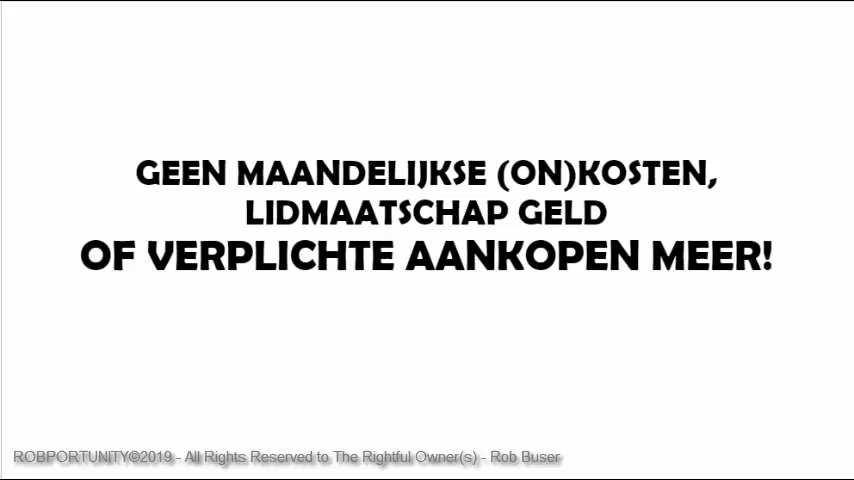 GEEN MAANDELIJKSE (ON)KOSTEN,
LIDMAATSCHAP GELD
OF VERPLICHTE AANKOPEN MEER!
ROBPORTUNITY©2019 - All Rights Reserved to The Rightful Owner(s) - Rob Buser